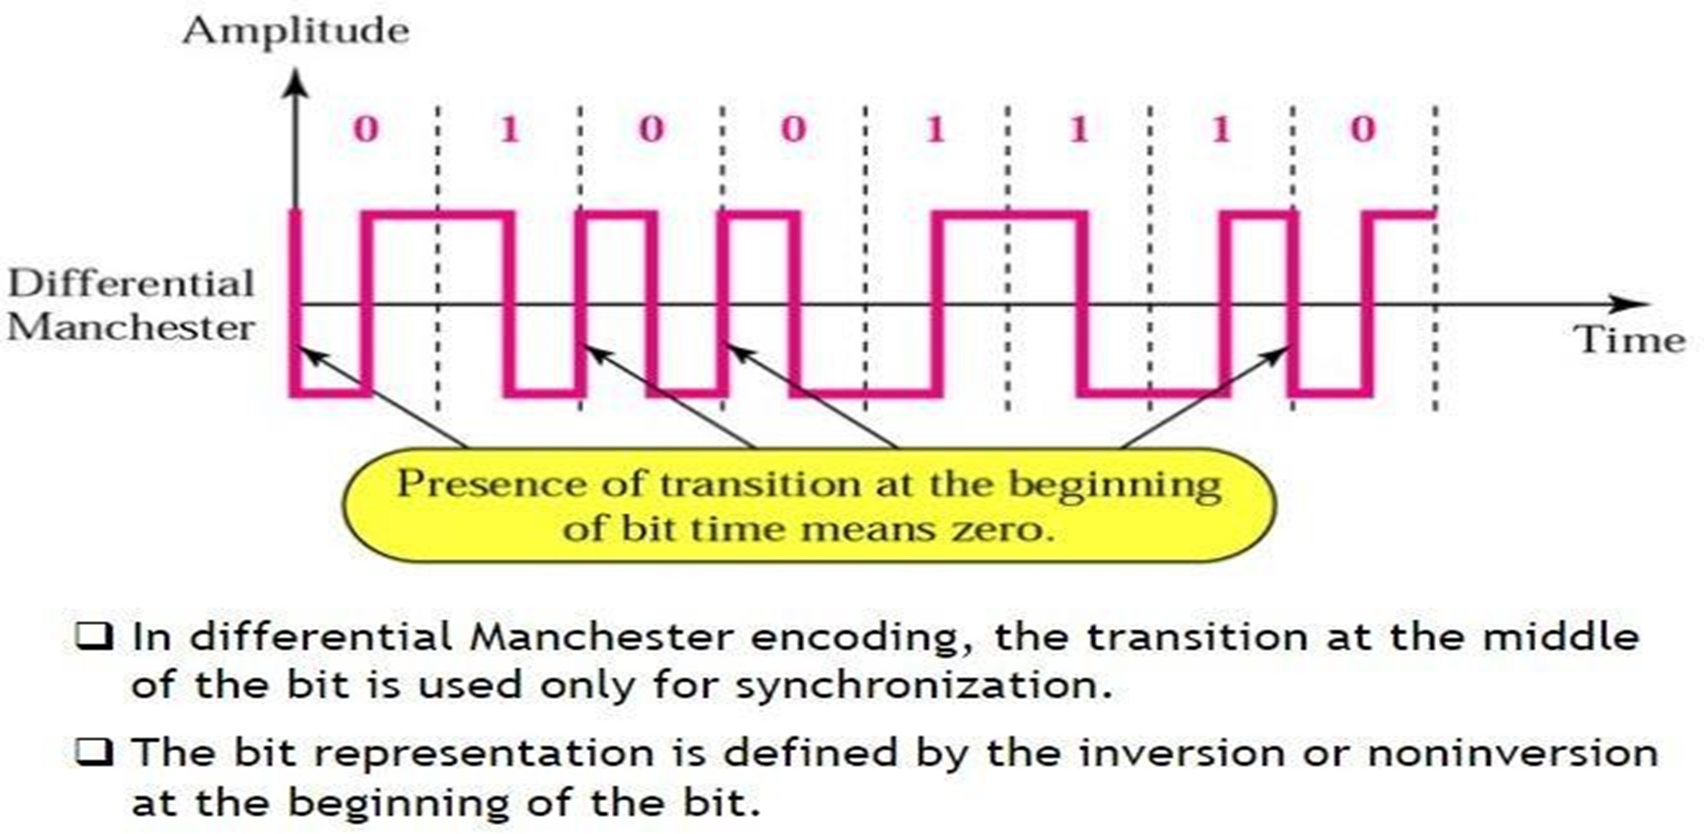 Amplitude
0 1 0 0 1 1 1 0
Differential
Manchester
Time
Presence of transition at the beginning
of bit time means zero.
❑ In differential Manchester encoding, the transition at the middle
of the bit is used only for synchronization.
❑ The bit representation is defined by the inversion or noninversion
at the beginning of the bit.